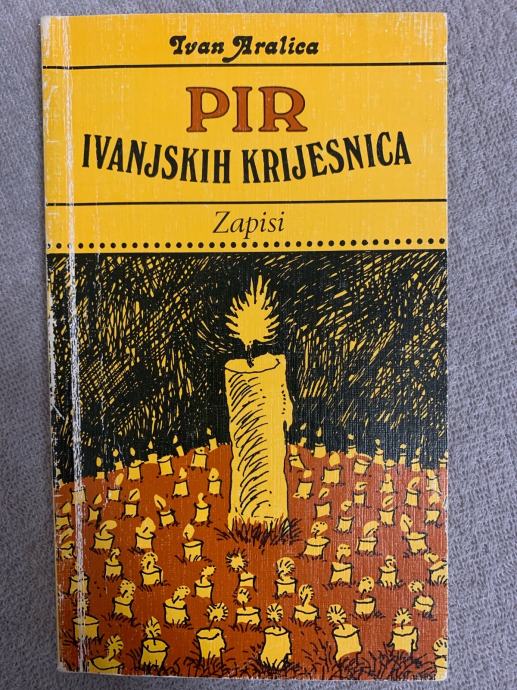 Ivan Aralica
PIR
IVANJSKIH KRIJESNICA
Zapisi